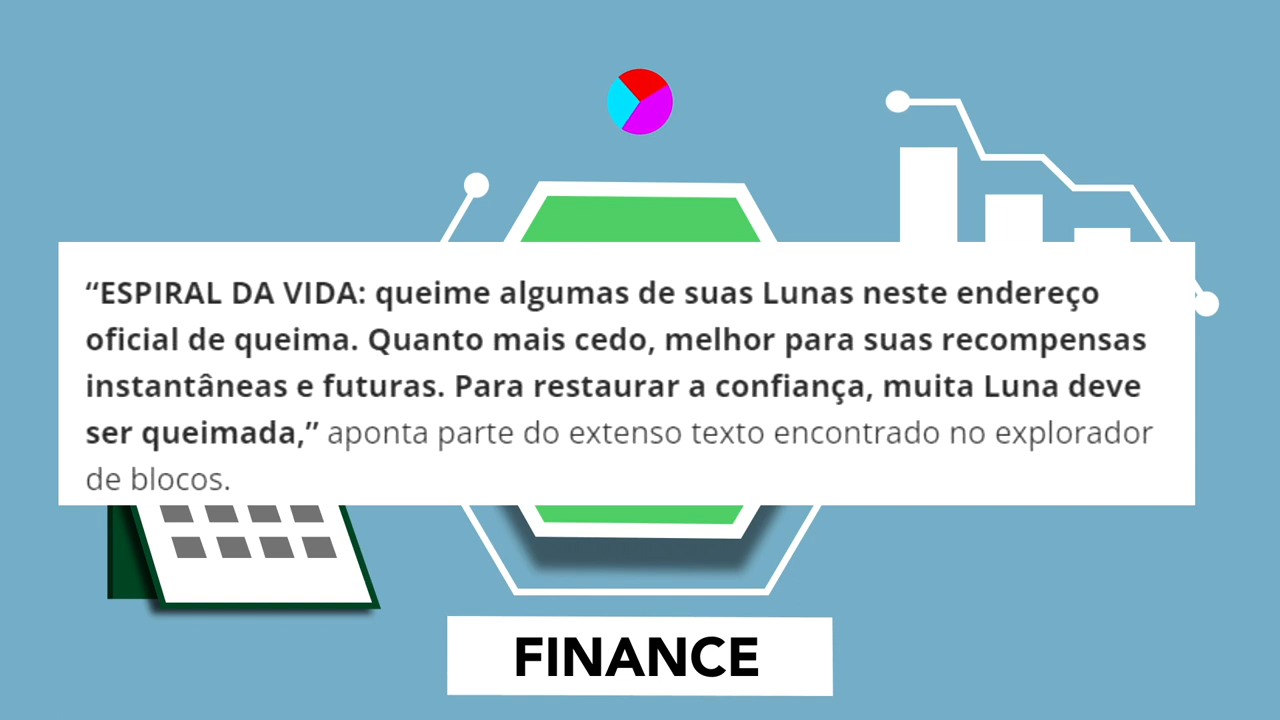 “ESPIRAL DA VIDA: queime algumas de suas Lunas neste endereço
oficial de queima. Quanto mais cedo, melhor para suas recompensas
instantâneas e futuras. Para restaurar a confiança, muita Luna deve
ser queimada,” aponta parte do extenso texto encontrado no explorador
de blocos.
FINANCE